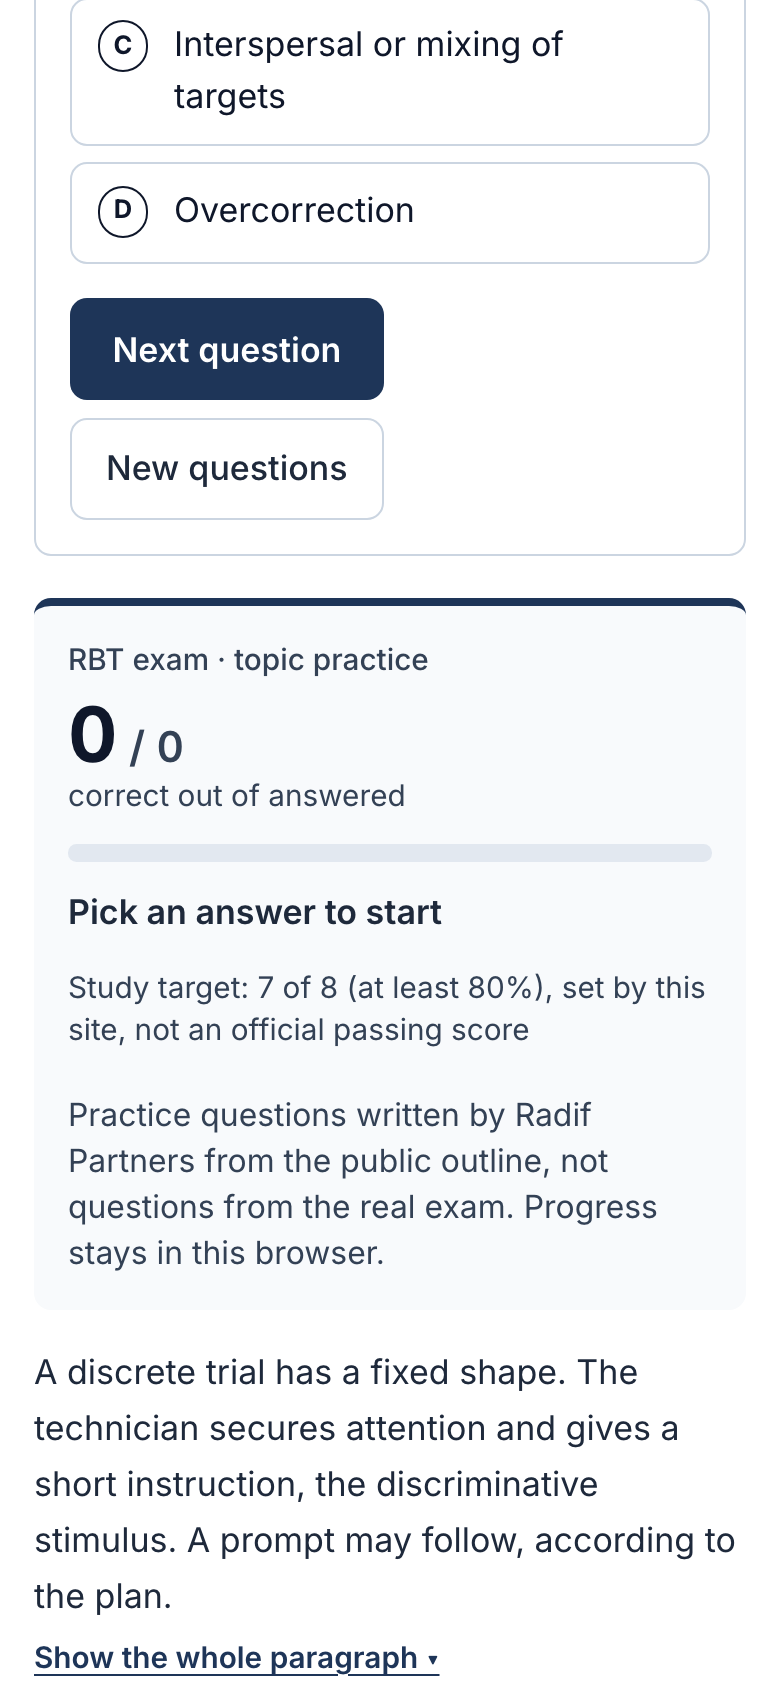 C Interspersal or mixing of
targets
D Overcorrection
Next question
New questions
RBT exam · topic practice
0 / 0
correct out of answered
Pick an answer to start
Study target: 7 of 8 (at least 80%), set by this
site, not an official passing score
Practice questions written by Radif
Partners from the public outline, not
questions from the real exam. Progress
stays in this browser.
A discrete trial has a fixed shape. The
technician secures attention and gives a
short instruction, the discriminative
stimulus. A prompt may follow, according to
the plan.
Show the whole paragraph ▾